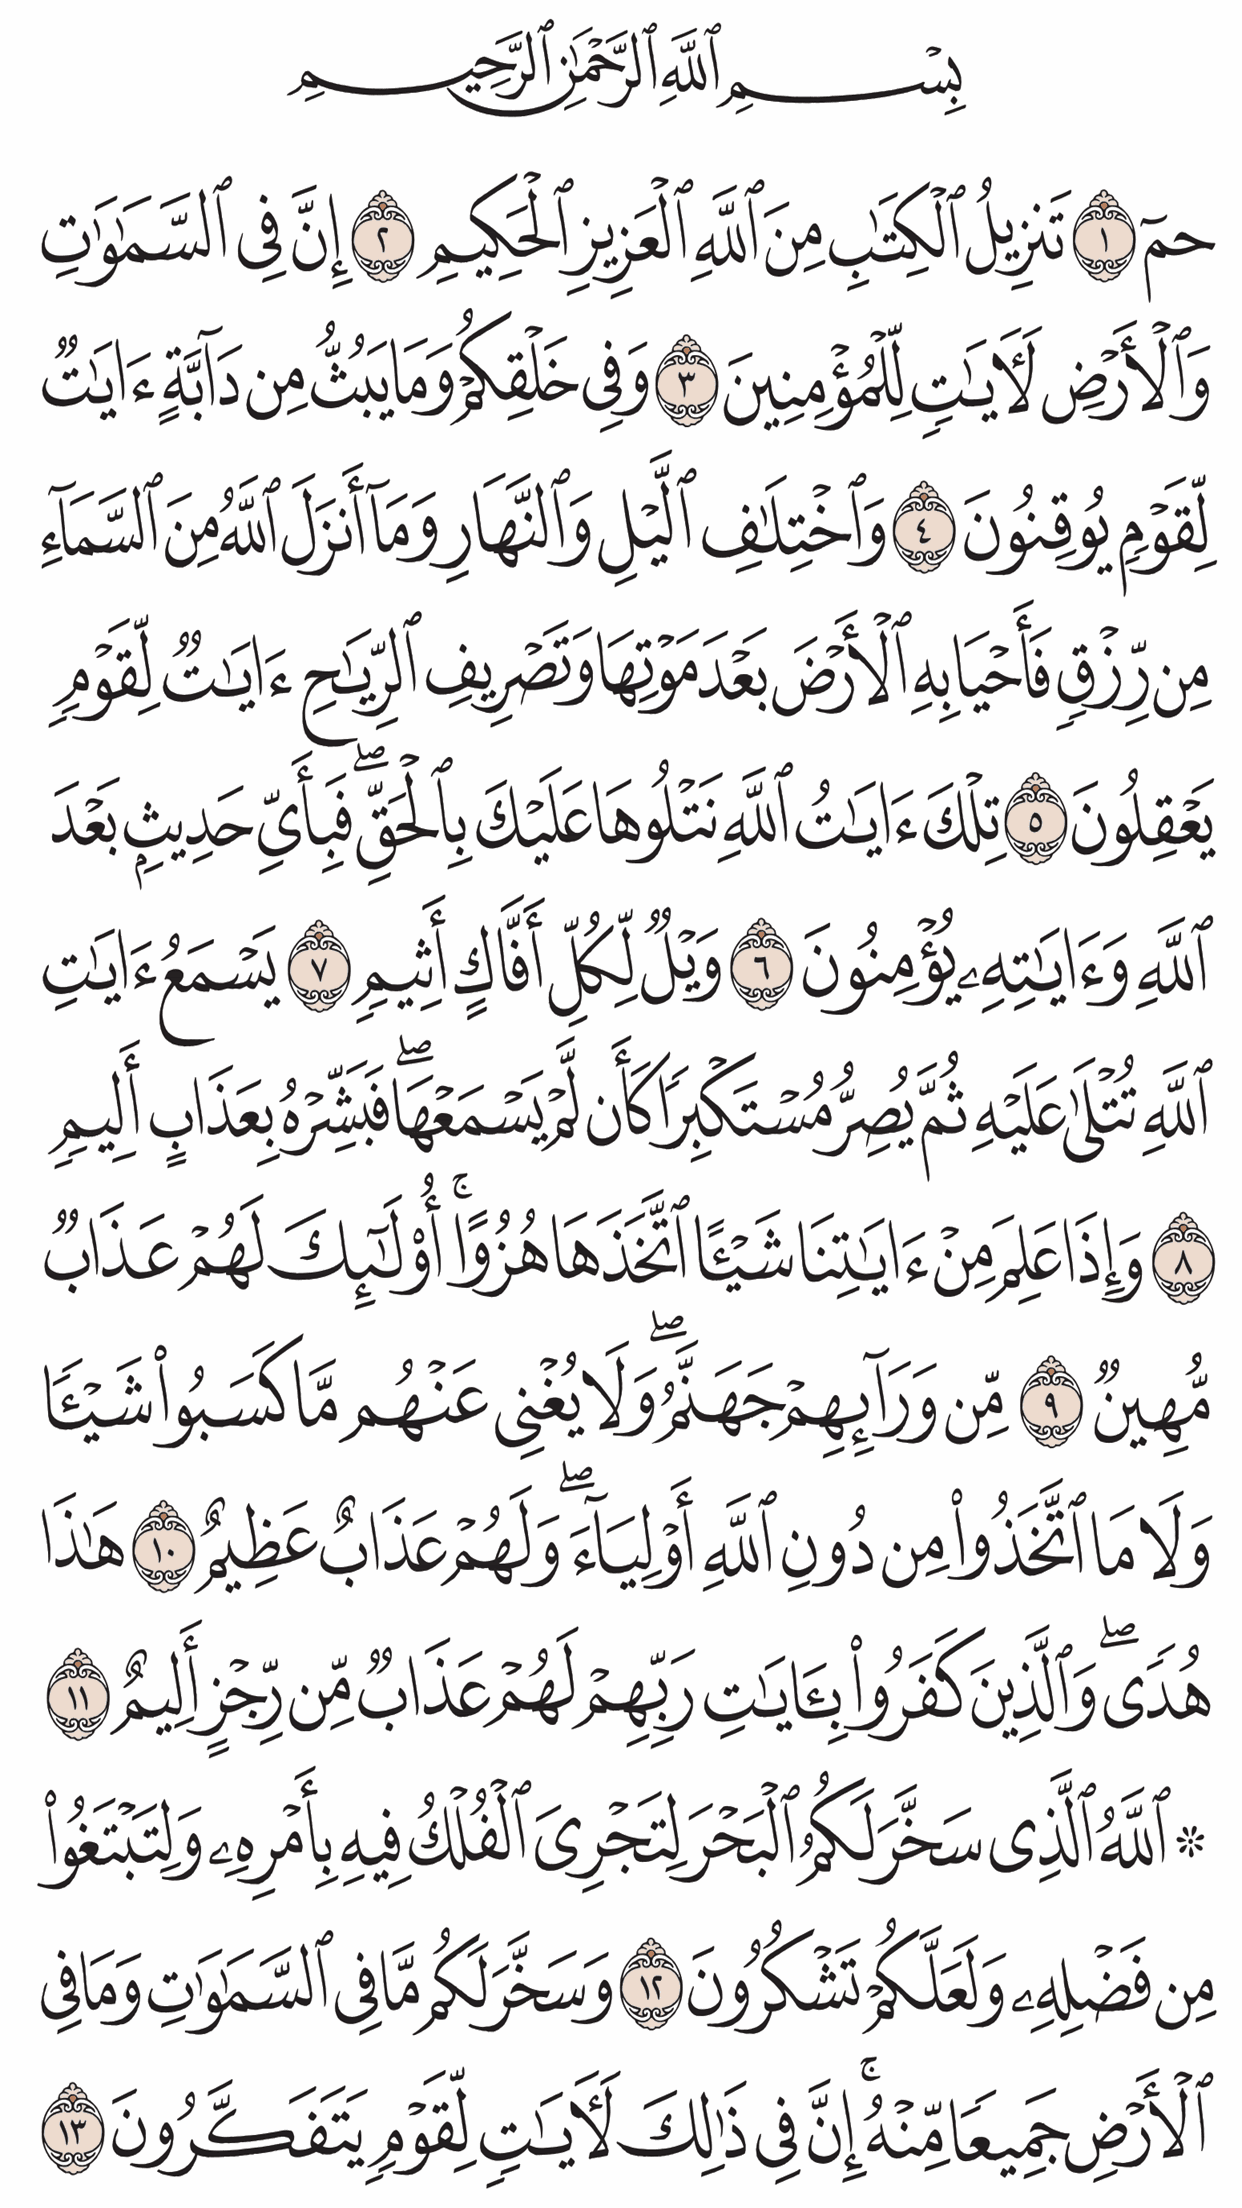 بِسۡمِ ٱللَّهِ ٱلرَّحۡمَٰنِ ٱلرَّحِيمِ
حمٓ ١ تَنزِيلُ ٱلۡكِتَٰبِ مِنَ ٱللَّهِ ٱلۡعَزِيزِ ٱلۡحَكِيمِ ٢ إِنَّ فِي ٱلسَّمَٰوَٰتِ
وَٱلۡأَرۡضِ لَأٓيَٰتٖ لِّلۡمُؤۡمِنِينَ ٣ وَفِي خَلۡقِكُمۡ وَمَا يَبُثُّ مِن دَآبَّةٍ ءَايَٰتٞ
لِّقَوۡمٖ يُوقِنُونَ ٤ وَٱخۡتِلَٰفِ ٱلَّيۡلِ وَٱلنَّهَارِ وَمَآ أَنزَلَ ٱللَّهُ مِنَ ٱلسَّمَآءِ
مِن رِّزۡقٖ فَأَحۡيَا بِهِ ٱلۡأَرۡضَ بَعۡدَ مَوۡتِهَا وَتَصۡرِيفِ ٱلرِّيَٰحِ ءَايَٰتٞ لِّقَوۡمٖ
يَعۡقِلُونَ ٥ تِلۡكَ ءَايَٰتُ ٱللَّهِ نَتۡلُوهَا عَلَيۡكَ بِٱلۡحَقِّۖ فَبِأَيِّ حَدِيثِۭ بَعۡدَ
ٱللَّهِ وَءَايَٰتِهِۦ يُؤۡمِنُونَ ٦ وَيۡلٞ لِّكُلِّ أَفَّاكٍ أَثِيمٖ ٧ يَسۡمَعُ ءَايَٰتِ
ٱللَّهِ تُتۡلَىٰ عَلَيۡهِ ثُمَّ يُصِرُّ مُسۡتَكۡبِرٗا كَأَن لَّمۡ يَسۡمَعۡهَاۖ فَبَشِّرۡهُ بِعَذَابٍ أَلِيمٖ
٨ وَإِذَا عَلِمَ مِنۡ ءَايَٰتِنَا شَيۡـًٔا ٱتَّخَذَهَا هُزُوًاۚ أُوْلَٰٓئِكَ لَهُمۡ عَذَابٞ
مُّهِينٞ ٩ مِّن وَرَآئِهِمۡ جَهَنَّمُۖ وَلَا يُغۡنِي عَنۡهُم مَّا كَسَبُواْ شَيۡـٔٗا
وَلَا مَا ٱتَّخَذُواْ مِن دُونِ ٱللَّهِ أَوۡلِيَآءَۖ وَلَهُمۡ عَذَابٌ عَظِيمٌ ١٠ هَٰذَا
هُدٗىۖ وَٱلَّذِينَ كَفَرُواْ بِـَٔايَٰتِ رَبِّهِمۡ لَهُمۡ عَذَابٞ مِّن رِّجۡزٍ أَلِيمٌ ١١
۞ ٱللَّهُ ٱلَّذِي سَخَّرَ لَكُمُ ٱلۡبَحۡرَ لِتَجۡرِيَ ٱلۡفُلۡكُ فِيهِ بِأَمۡرِهِۦ وَلِتَبۡتَغُواْ
مِن فَضۡلِهِۦ وَلَعَلَّكُمۡ تَشۡكُرُونَ ١٢ وَسَخَّرَ لَكُم مَّا فِي ٱلسَّمَٰوَٰتِ وَمَا فِي
ٱلۡأَرۡضِ جَمِيعٗا مِّنۡهُۚ إِنَّ فِي ذَٰلِكَ لَأٓيَٰتٖ لِّقَوۡمٖ يَتَفَكَّرُونَ ١٣